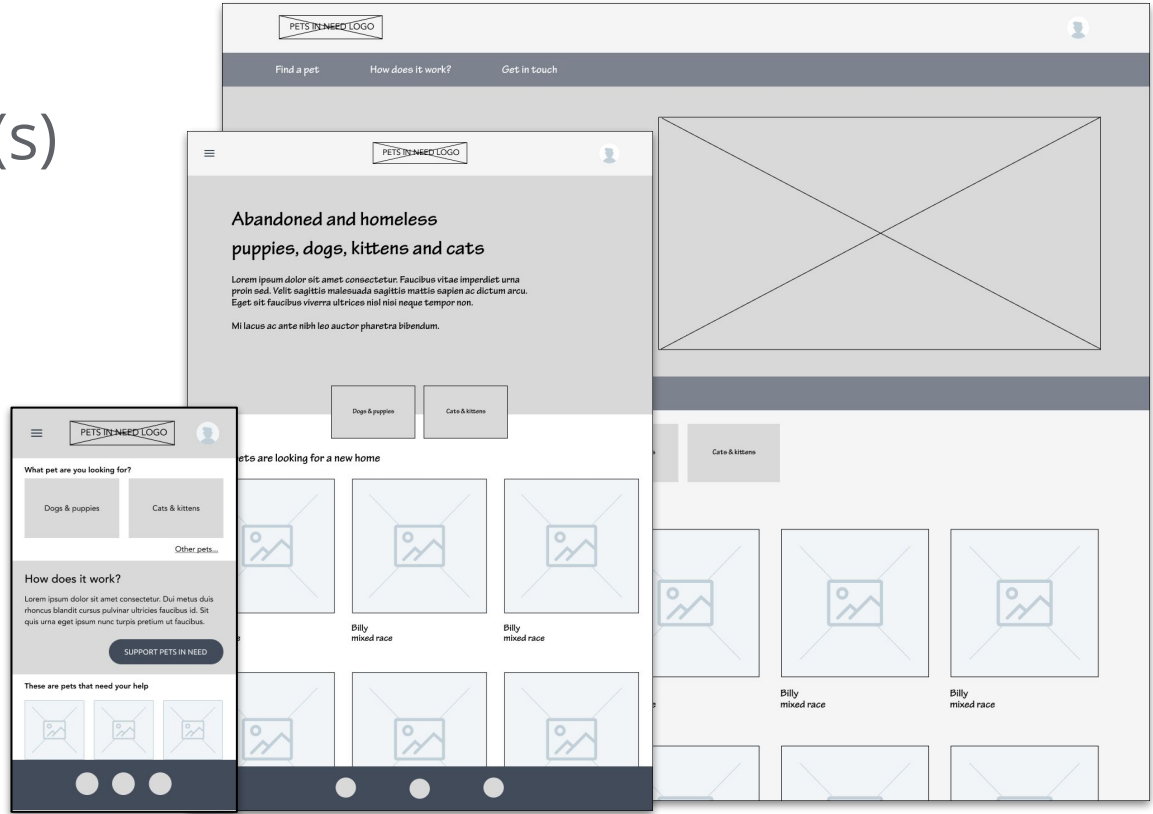 (s)
PETS IN NEED LOGO
Find a pet How does it work? Get in touch
PETS IN NEED LOGO
Abandoned and homeless
puppies, dogs, kittens and cats
Lorem ipsum dolor sit amet consectetur. Faucibus vitae imperdiet urna
proin sed. Velit sagittis malesuada sagittis mattis sapien ac dictum arcu.
Eget sit faucibus viverra ultrices nisl nisi neque tempor non.
Mi lacus ac ante nibh leo auctor pharetra bibendum.
Dogs & puppies Cats & kittens
ets are looking for a new home
Billy
mixed race
Billy
mixed race
PETS IN NEED LOGO
What pet are you looking for?
Dogs & puppies Cats & kittens
Other pets...
How does it work?
Lorem ipsum dolor sit amet consectetur. Dui metus duis
rhoncus blandit cursus pulvinar ultricies faucibus id. Sit
quis urna eget ipsum nunc turpis pretium ut faucibus.
SUPPORT PETS IN NEED
These are pets that need your help
Cats & kittens
Billy
mixed race
Billy
mixed race